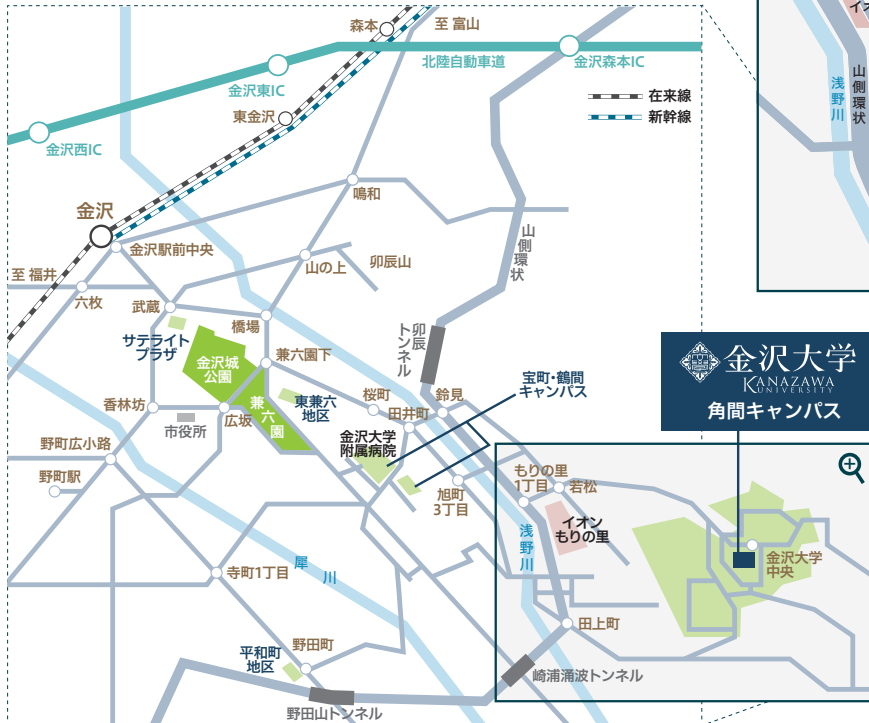 森本
至 富山
北陸自動車道
金沢森本IC
金沢東IC
東金沢
在来線
新幹線
金沢西IC
浅野川
山側環状
金沢
鳴和
金沢駅前中央
山側環状
至 福井
山の上
卯辰山
六枚
武蔵
橋場
サテライト
プラザ
卯辰
トンネル
金沢城
公園
兼六園下
宝町・鶴間
キャンパス
金沢大学
KANAZAWA
UNIVERSITY
角間キャンパス
香林坊
広坂
兼六園
東兼六
地区
桜町
鈴見
田井町
市役所
金沢大学
附属病院
野町広小路
野町駅
旭町
3丁目
もりの里
1丁目
若松
イオン
もりの里
浅野川
金沢大学
中央
寺町1丁目
犀川
田上町
平和町
地区
野田町
崎浦涌波トンネル
野田山トンネル